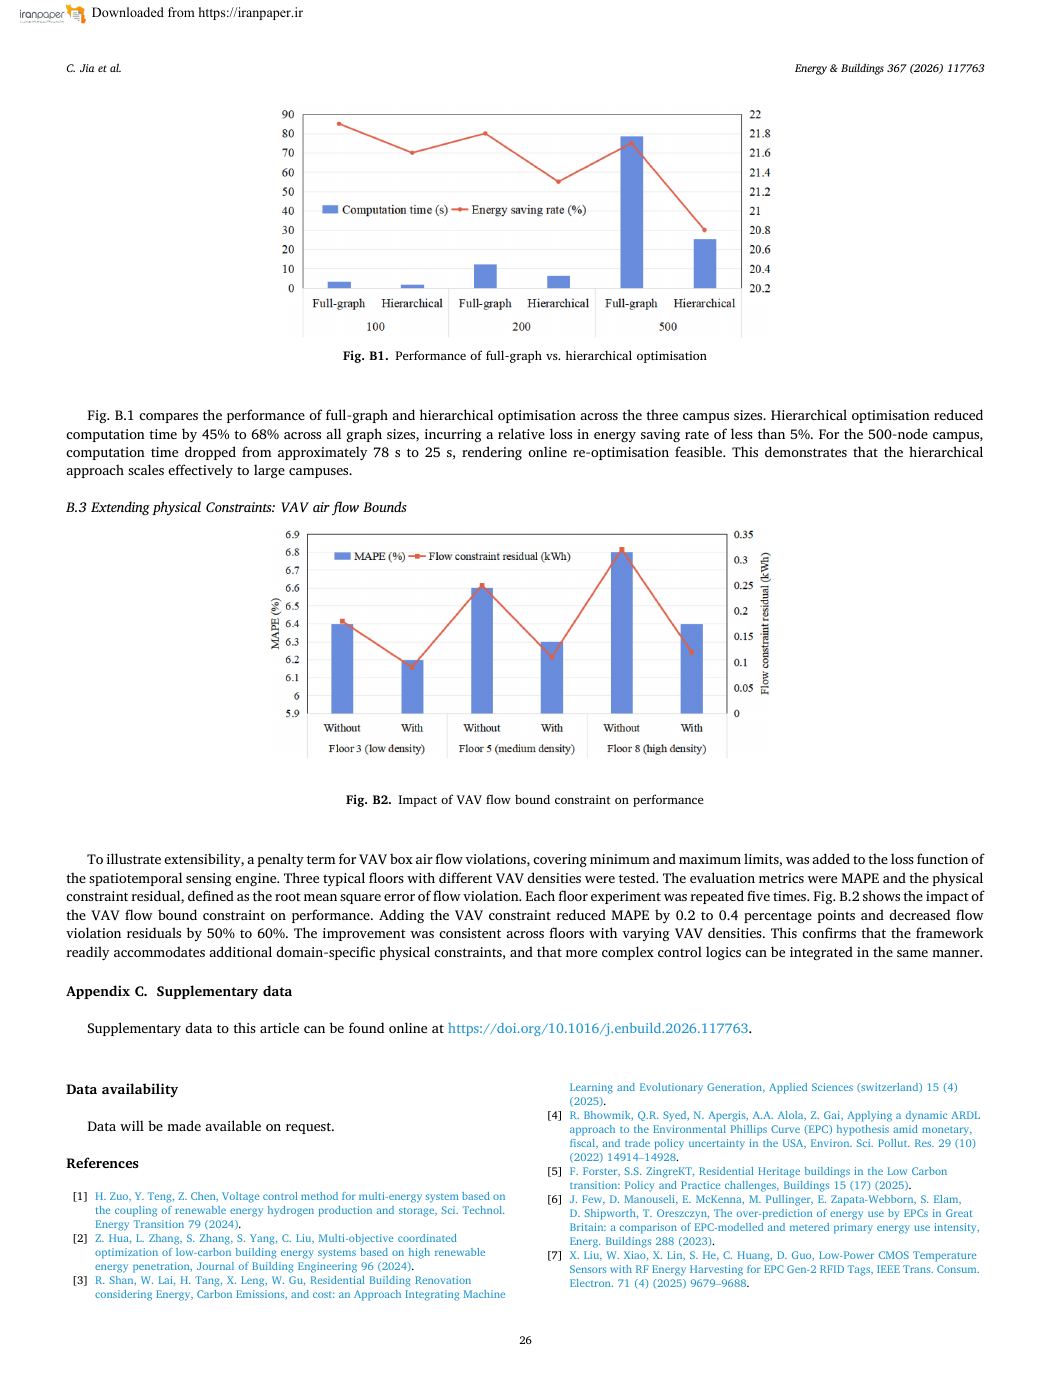 iranpaper
Downloaded from https://iranpaper.ir
C. Jia et al.
Energy & Buildings 367 (2026) 117763
90
80
70
60
50
40
30
20
10
0
22
21.8
21.6
21.4
21.2
21
20.8
20.6
20.4
20.2
Computation time (s) Energy saving rate (%)
Full-graph Hierarchical Full-graph Hierarchical Full-graph Hierarchical
100 200 500
Fig. B1. Performance of full-graph vs. hierarchical optimisation
Fig. B.1 compares the performance of full-graph and hierarchical optimisation across the three campus sizes. Hierarchical optimisation reduced
computation time by 45% to 68% across all graph sizes, incurring a relative loss in energy saving rate of less than 5%. For the 500-node campus,
computation time dropped from approximately 78 s to 25 s, rendering online re-optimisation feasible. This demonstrates that the hierarchical
approach scales effectively to large campuses.
B.3 Extending physical Constraints: VAV air flow Bounds
MAPE (%)
6.9
6.8
6.7
6.6
6.5
6.4
6.3
6.2
6.1
6
5.9
0.35
0.3
0.25
0.2
0.15
0.1
0.05
0
Flow constraint residual (kWh)
MAPE (%) Flow constraint residual (kWh)
Without With Without With Without With
Floor 3 (low density) Floor 5 (medium density) Floor 8 (high density)
Fig. B2. Impact of VAV flow bound constraint on performance
To illustrate extensibility, a penalty term for VAV box air flow violations, covering minimum and maximum limits, was added to the loss function of
the spatiotemporal sensing engine. Three typical floors with different VAV densities were tested. The evaluation metrics were MAPE and the physical
constraint residual, defined as the root mean square error of flow violation. Each floor experiment was repeated five times. Fig. B.2 shows the impact of
the VAV flow bound constraint on performance. Adding the VAV constraint reduced MAPE by 0.2 to 0.4 percentage points and decreased flow
violation residuals by 50% to 60%. The improvement was consistent across floors with varying VAV densities. This confirms that the framework
readily accommodates additional domain-specific physical constraints, and that more complex control logics can be integrated in the same manner.
Appendix C. Supplementary data
Supplementary data to this article can be found online at https://doi.org/10.1016/j.enbuild.2026.117763.
Data availability
Data will be made available on request.
References
[1] H. Zuo, Y. Teng, Z. Chen, Voltage control method for multi-energy system based on
the coupling of renewable energy hydrogen production and storage, Sci. Technol.
Energy Transition 79 (2024).
[2] Z. Hua, L. Zhang, S. Zhang, S. Yang, C. Liu, Multi-objective coordinated
optimization of low-carbon building energy systems based on high renewable
energy penetration, Journal of Building Engineering 96 (2024).
[3] R. Shan, W. Lai, H. Tang, X. Leng, W. Gu, Residential Building Renovation
considering Energy, Carbon Emissions, and cost: an Approach Integrating Machine
Learning and Evolutionary Generation, Applied Sciences (switzerland) 15 (4)
(2025).
[4] R. Bhowmik, Q.R. Syed, N. Apergis, A.A. Alola, Z. Gai, Applying a dynamic ARDL
approach to the Environmental Phillips Curve (EPC) hypothesis amid monetary,
fiscal, and trade policy uncertainty in the USA, Environ. Sci. Pollut. Res. 29 (10)
(2022) 14914–14928.
[5] F. Forster, S.S. ZingreKT, Residential Heritage buildings in the Low Carbon
transition: Policy and Practice challenges, Buildings 15 (17) (2025).
[6] J. Few, D. Manouseli, E. McKenna, M. Pullinger, E. Zapata-Webborn, S. Elam,
D. Shipworth, T. Oreszczyn, The over-prediction of energy use by EPCs in Great
Britain: a comparison of EPC-modelled and metered primary energy use intensity,
Energ. Buildings 288 (2023).
[7] X. Liu, W. Xiao, X. Lin, S. He, C. Huang, D. Guo, Low-Power CMOS Temperature
Sensors with RF Energy Harvesting for EPC Gen-2 RFID Tags, IEEE Trans. Consum.
Electron. 71 (4) (2025) 9679–9688.
26